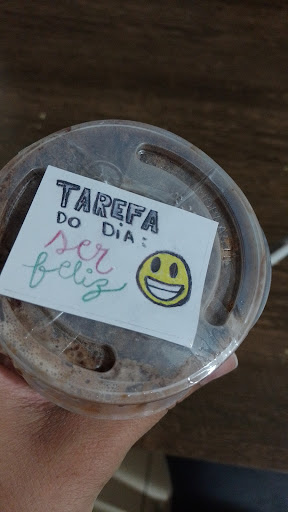 TAREFA
DO DIA:
ser
feliz